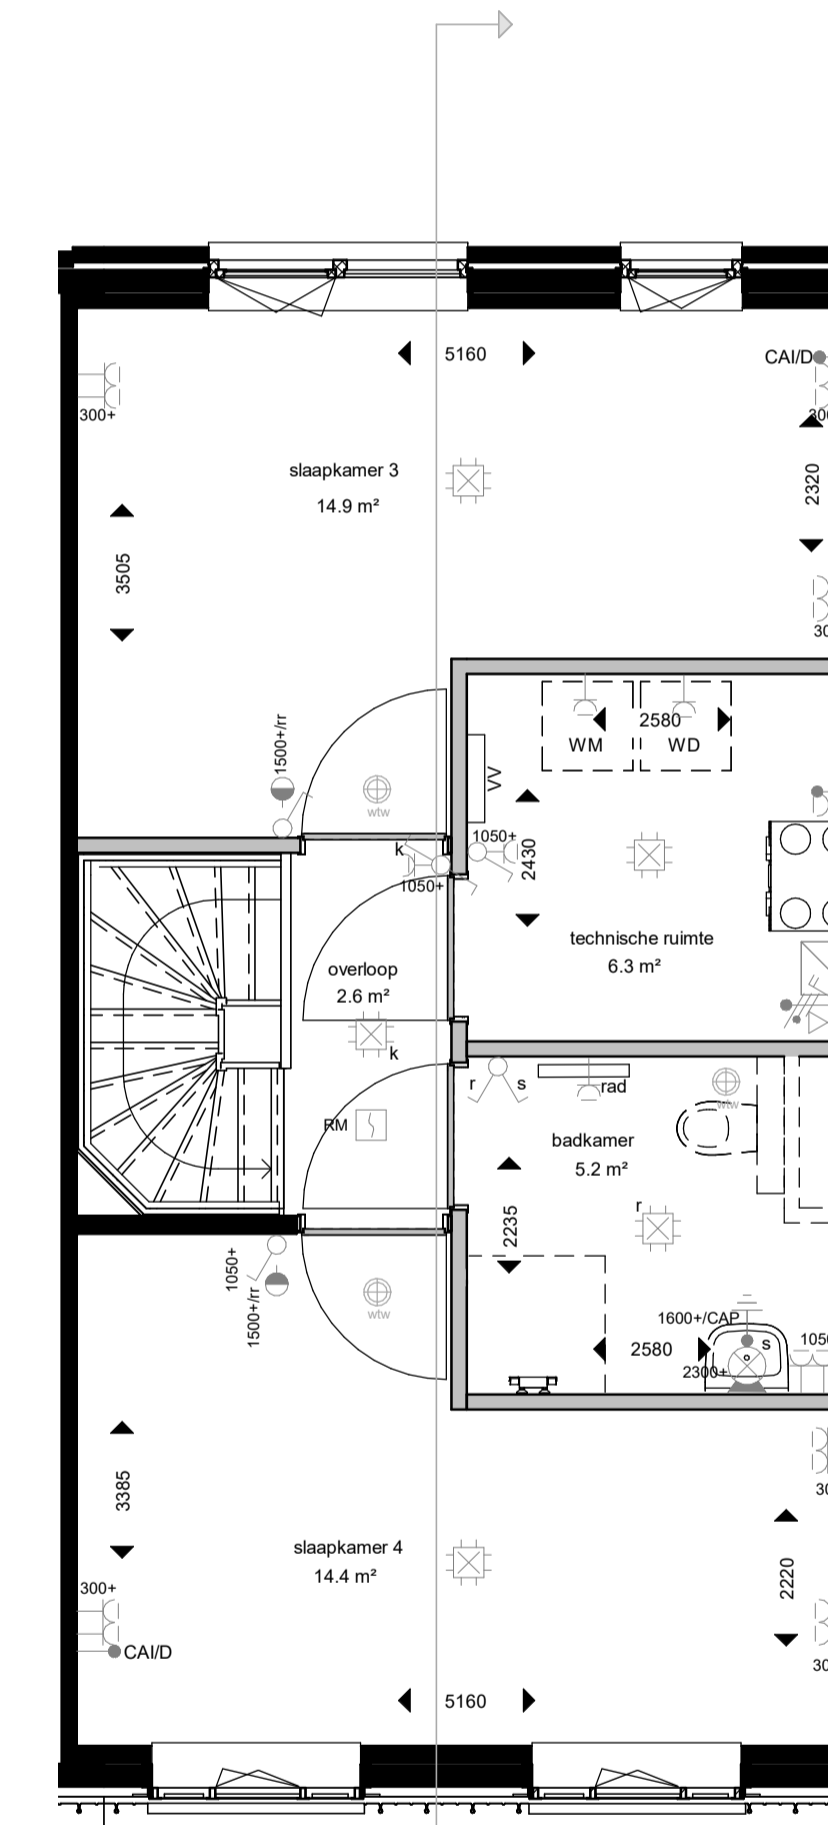 5160
CAI/D
300+
2320
slaapkamer 3
14.9 m²
3505
1500+/rr
wtw
2580
WM
WD
VV
k
1050+
1050+
2430
technische ruimte
6.3 m²
overloop
2.6 m²
k
RM
r
s
rad
wtw
badkamer
5.2 m²
2235
r
1050+
1500+/rr
wtw
1600+/CAP
s
2580
2300+
3385
slaapkamer 4
14.4 m²
2220
300+
CAI/D
5160